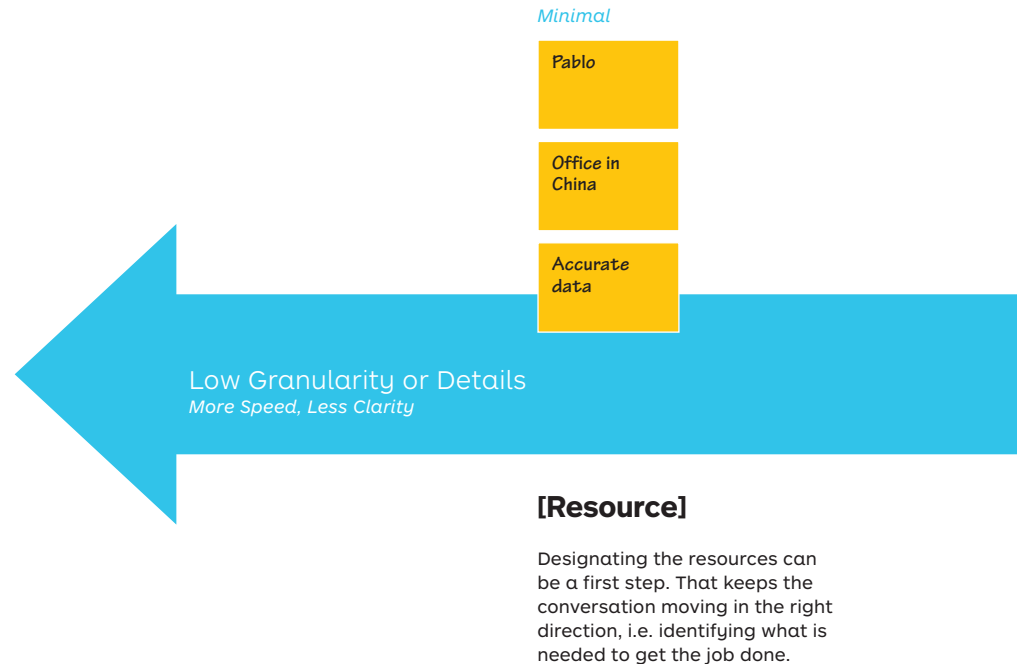 Minimal
Pablo
Office in
China
Accurate
data
Low Granularity or Details
More Speed, Less Clarity
[Resource]
Designating the resources can
be a first step. That keeps the
conversation moving in the right
direction, i.e. identifying what is
needed to get the job done.